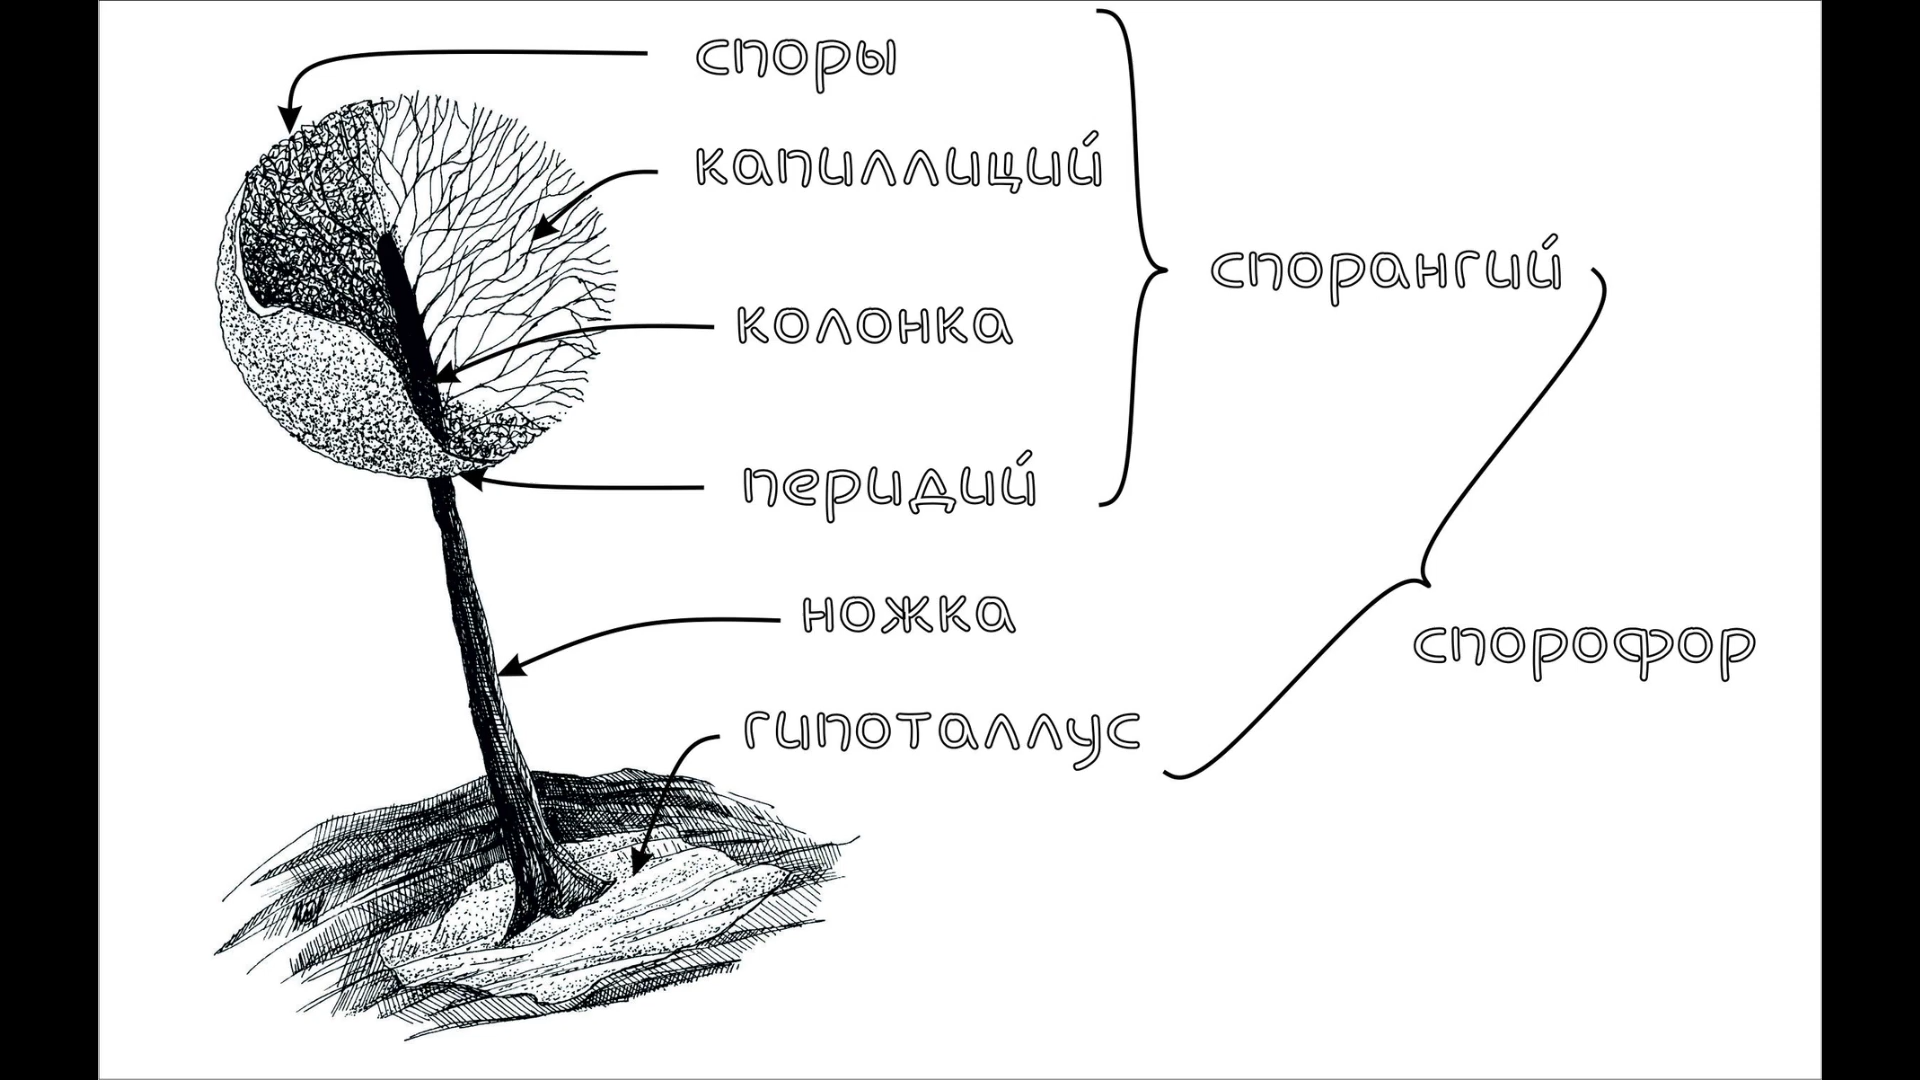 споры
капиллиций
колонка
перидий
ножка
гипоталлус
спорангий
спорофор